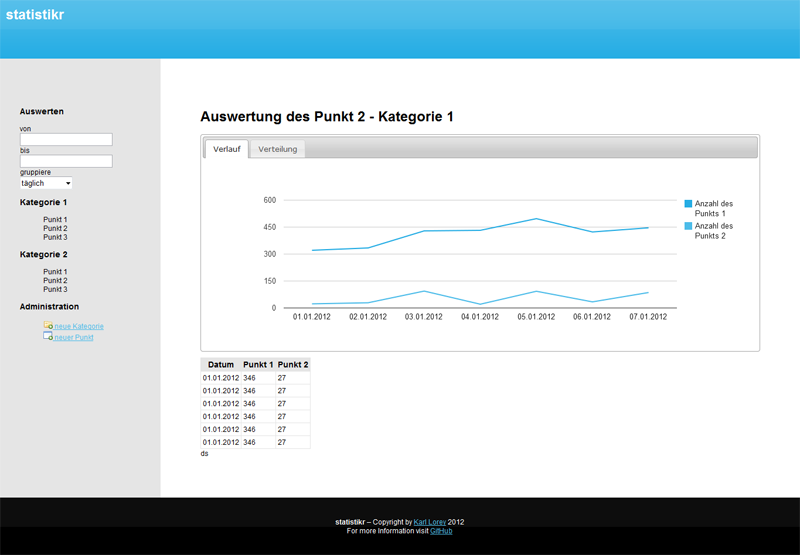 statistikr
Auswerten
von
bis
gruppiere
täglich
Kategorie 1
Punkt 1
Punkt 2
Punkt 3
Kategorie 2
Punkt 1
Punkt 2
Punkt 3
Administration
neue Kategorie
neuer Punkt
Auswertung des Punkt 2 - Kategorie 1
Verlauf Verteilung
600
450
300
150
0
01.01.2012 02.01.2012 03.01.2012 04.01.2012 05.01.2012 06.01.2012 07.01.2012
Anzahl des
Punkts 1
Anzahl des
Punkts 2
Datum Punkt 1 Punkt 2
01.01.2012 346 27
01.01.2012 346 27
01.01.2012 346 27
01.01.2012 346 27
01.01.2012 346 27
01.01.2012 346 27
ds
statistikr – Copyright by Karl Lorey 2012
For more Information visit GitHub